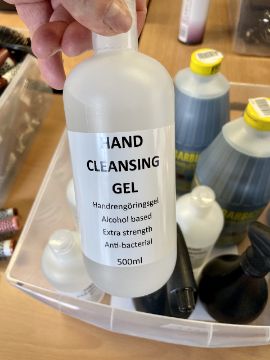 HAND
CLEANSING
GEL
Handrengöringsgel
Alcohol based
Extra strength
Anti-bacterial
500ml